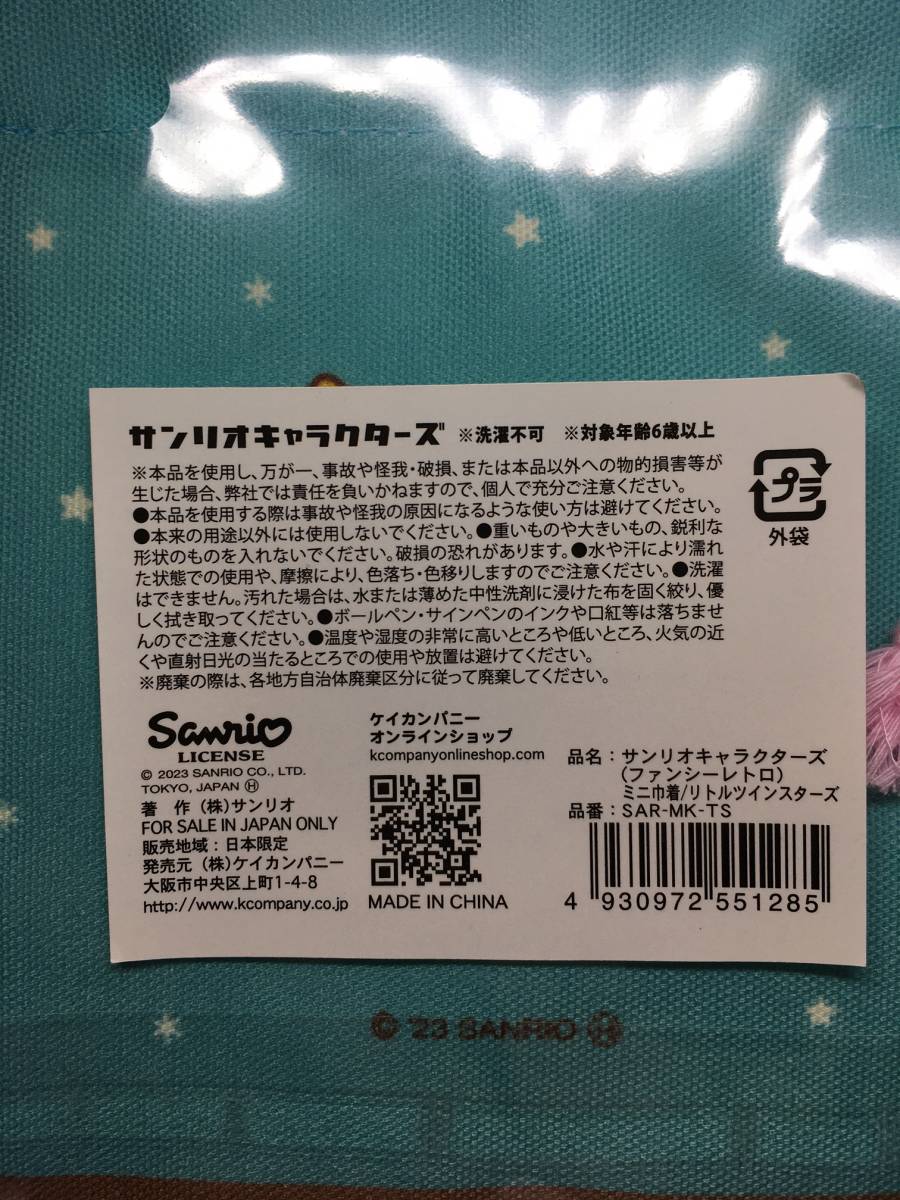 サンリオキャラクターズ ※洗濯不可 ※対象年齢6歳以上
※本品を使用し、万が一、事故や怪我・破損、または本品以外への物的損害等が
生じた場合、弊社では責任を負いかねますので、個人で充分ご注意ください。
●本品を使用する際は事故や怪我の原因になるような使い方は避けてください。
●本来の用途以外には使用しないでください。●重いものや大きいもの、鋭利な
形状のものを入れないでください。破損の恐れがあります。●水や汗により濡れ
た状態での使用や、摩擦により、色落ち・色移りしますのでご注意ください。●洗濯
はできません。汚れた場合は、水または薄めた中性洗剤に浸けた布を固く絞り、優
しく拭き取ってください。●ボールペン・サインペンのインクや口紅等は落ちませ
んのでご注意ください。●温度や湿度の非常に高いところや低いところ、火気の近
くや直射日光の当たるところでの使用や放置は避けてください。
※廃棄の際は、各地方自治体廃棄区分に従って廃棄してください。
プラ
外袋
Sanrio
LICENSE
© 2023 SANRIO CO., LTD.
TOKYO, JAPAN Ⓗ
著 作 (株)サンリオ
FOR SALE IN JAPAN ONLY
販売地域:日本限定
発売元 (株)ケイカンパニー
大阪市中央区上町1-4-8
http://www.kcompany.co.jp
ケイカンパニー
オンラインショップ
kcompanyonlineshop.com
MADE IN CHINA
品名:サンリオキャラクターズ
(ファンシーレトロ)
ミニ巾着/リトルツインスターズ
品番:SAR-MK-TS
4 930972 551285
© '23 SANRIO Ⓗ